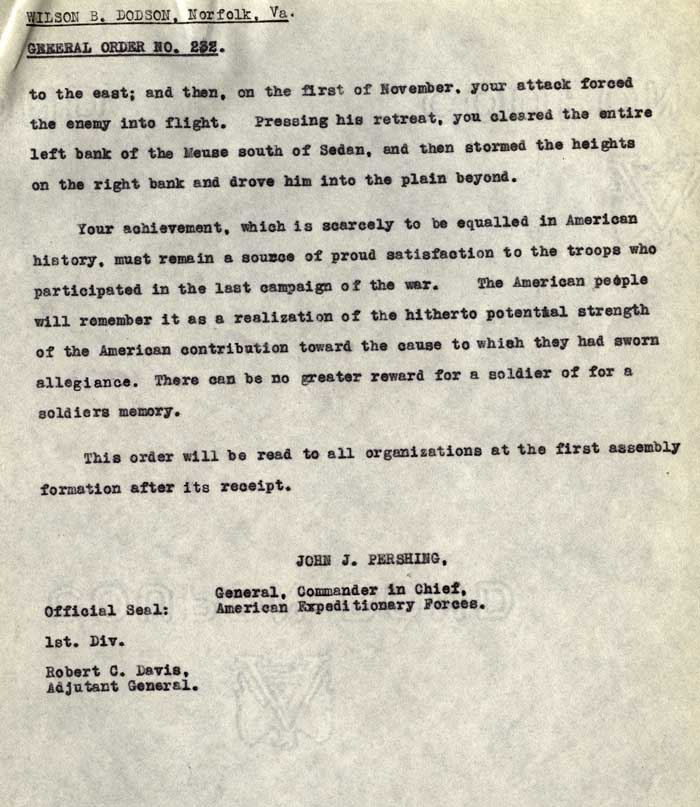 WILSON B. DODSON, Norfolk, Va.
GENERAL ORDER NO. 232.
to the east; and then, on the first of November, your attack forced
the enemy into flight. Pressing his retreat, you cleared the entire
left bank of the Meuse south of Sedan, and then stormed the heights
on the right bank and drove him into the plain beyond.
Your achievement, which is scarcely to be equalled in American
history, must remain a source of proud satisfaction to the troops who
participated in the last campaign of the war. The American people
will remember it as a realization of the hitherto potential strength
of the American contribution toward the cause to which they had sworn
allegiance. There can be no greater reward for a soldier of for a
soldiers memory.
This order will be read to all organizations at the first assembly
formation after its receipt.
JOHN J. PERSHING,
General, Commander in Chief,
American Expeditionary Forces.
Official Seal:
1st. Div.
Robert C. Davis,
Adjutant General.